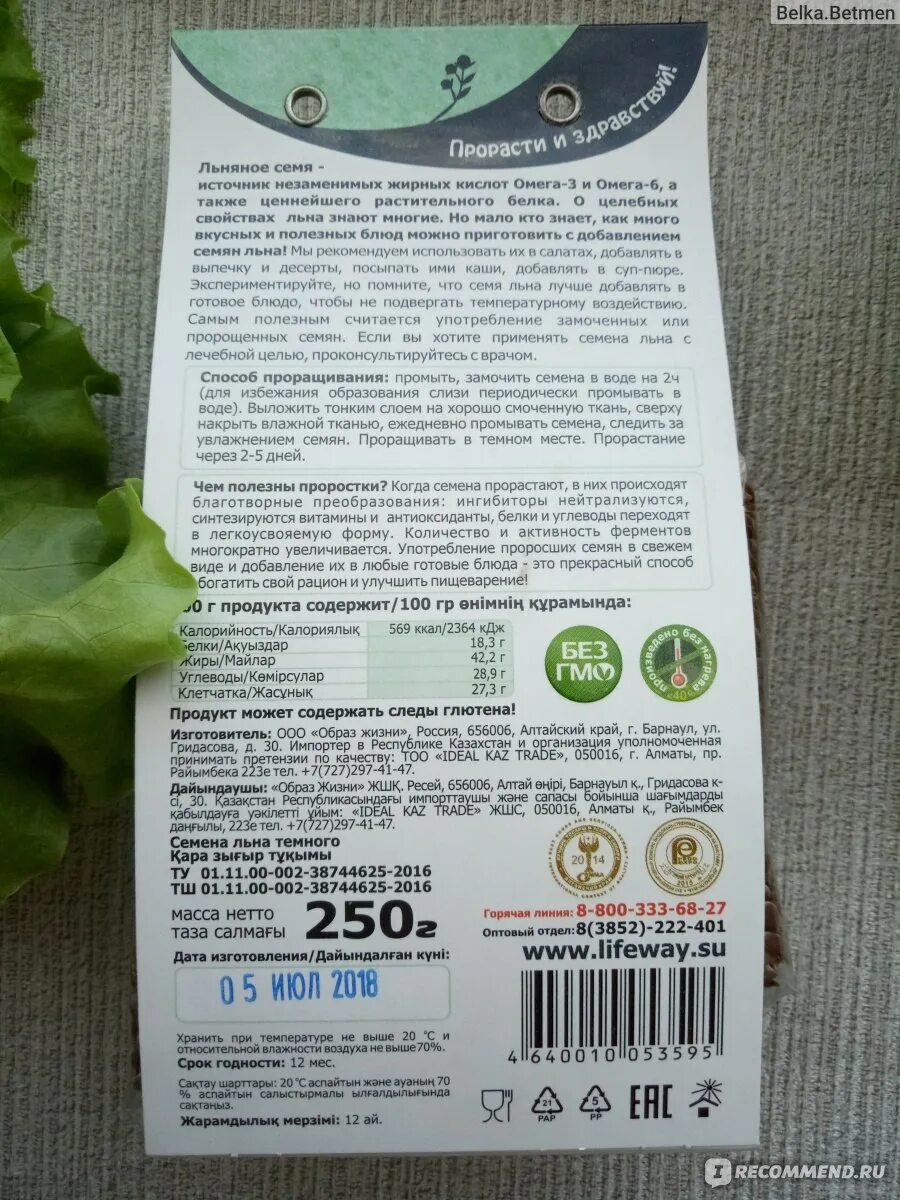 Belka.Betmen
Прорасти и здравствуй!
Льняное семя -
источник незаменимых жирных кислот Омега-3 и Омега-6, а
также ценнейшего растительного белка. О целебных
свойствах льна знают многие. Но мало кто знает, как много
вкусных и полезных блюд можно приготовить с добавлением
семян льна! Мы рекомендуем использовать их в салатах, добавлять в
выпечку и десерты, посыпать ими каши, добавлять в суп-пюре.
Экспериментируйте, но помните, что семя льна лучше добавлять в
готовое блюдо, чтобы не подвергать температурному воздействию.
Самым полезным считается употребление замоченных или
пророщенных семян. Если вы хотите применять семена льна с
лечебной целью, проконсультируйтесь с врачом.
Способ проращивания: промыть, замочить семена в воде на 2ч
(для избежания образования слизи периодически промывать в
воде). Выложить тонким слоем на хорошо смоченную ткань, сверху
накрыть влажной тканью, ежедневно промывать семена, следить за
увлажнением семян. Проращивать в темном месте. Прорастание
через 2-5 дней.
Чем полезны проростки? Когда семена прорастают, в них происходят
благотворные преобразования: ингибиторы нейтрализуются,
синтезируются витамины и антиоксиданты, белки и углеводы переходят
в легкоусвояемую форму. Количество и активность ферментов
многократно увеличивается. Употребление проросших семян в свежем
виде и добавление их в любые готовые блюда - это прекрасный способ
обогатить свой рацион и улучшить пищеварение!
00 г продукта содержит/100 гр өнімнің құрамында:
Калорийность/Калориялық 569 ккал/2364 кДж
Белки/Ақуыздар 18,3 г
Жиры/Майлар 42,2 г
Углеводы/Көмірсулар 28,9 г
Клетчатка/Жасұнық 27,3 г
БЕЗ
ГМО
произведено без нагрева
<40°C
Продукт может содержать следы глютена!
Изготовитель: ООО «Образ жизни», Россия, 656006, Алтайский край, г. Барнаул, ул.
Гридасова, д. 30. Импортер в Республике Казахстан и организация уполномоченная
принимать претензии по качеству: ТОО «IDEAL KAZ TRADE», 050016, г. Алматы, пр.
Райымбека 223е тел. +7(727)297-41-47.
Дайындаушы: «Образ Жизни» ЖШҚ, Ресей, 656006, Алтай өңірі, Барнауыл қ., Гридасова к-
сі, 30. Қазақстан Республикасындағы импорттаушы және сапасы бойынша шағымдарды
қабылдауға уәкілетті ұйым: «IDEAL KAZ TRADE» ЖШС, 050016, Алматы қ., Райымбек
даңғылы, 223е тел. +7(727)297-41-47.
Семена льна темного
Қара зығыр тұқымы
ТУ 01.11.00-002-38744625-2016
ТШ 01.11.00-002-38744625-2016
2014
2015
масса нетто
таза салмағы
250г
Горячая линия: 8-800-333-68-27
Оптовый отдел: 8(3852)-222-401
www.lifeway.su
Дата изготовления/Дайындалған күні:
05 ИЮЛ 2018
Хранить при температуре не выше 20 °С и
относительной влажности воздуха не выше 70%.
Срок годности: 12 мес.
Сақтау шарттары: 20 °С аспайтын және ауаның 70
% аспайтын салыстырмалы ылғалдылығында
сақтаңыз.
Жарамдылық мерзімі: 12 ай.
4 640010 053595
21
PAP
5
PP
EAC
I RECOMMEND.RU